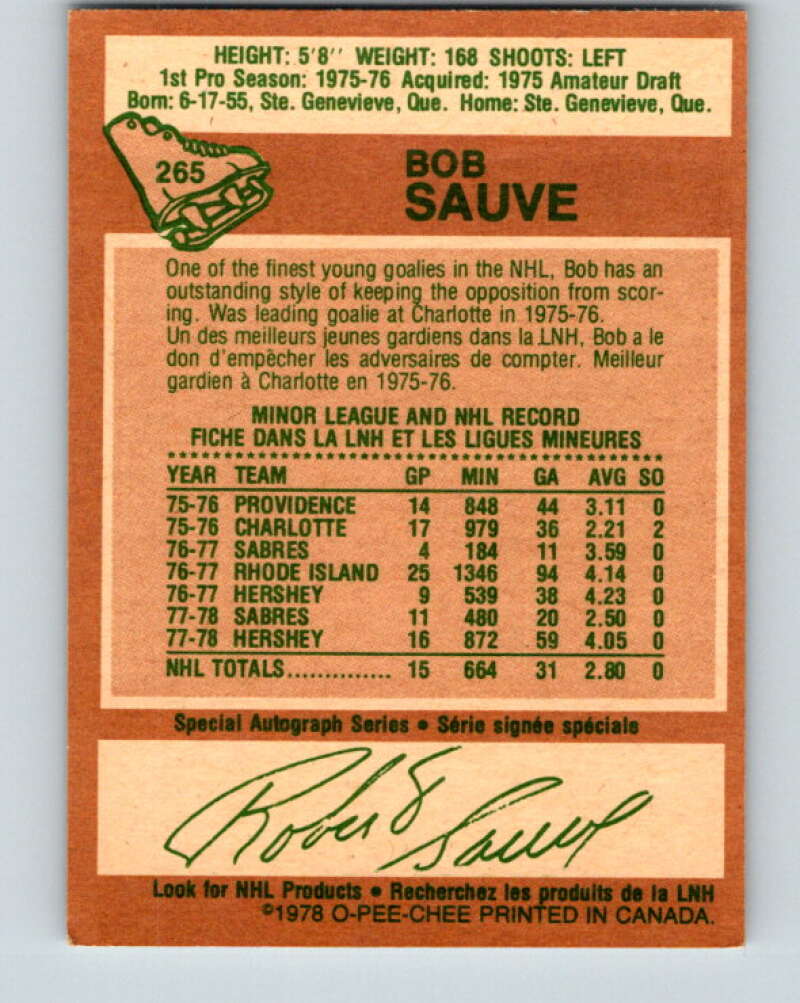 HEIGHT: 5'8'' WEIGHT: 168 SHOOTS: LEFT
1st Pro Season: 1975-76 Acquired: 1975 Amateur Draft
Born: 6-17-55, Ste. Genevieve, Que. Home: Ste. Genevieve, Que.
265
BOB
SAUVE
One of the finest young goalies in the NHL, Bob has an
outstanding style of keeping the opposition from scor-
ing. Was leading goalie at Charlotte in 1975-76.
Un des meilleurs jeunes gardiens dans la LNH, Bob a le
don d'empêcher les adversaires de compter. Meilleur
gardien à Charlotte en 1975-76.
MINOR LEAGUE AND NHL RECORD
FICHE DANS LA LNH ET LES LIGUES MINEURES
YEAR TEAM GP MIN GA AVG SO
75-76 PROVIDENCE 14 848 44 3.11 0
75-76 CHARLOTTE 17 979 36 2.21 2
76-77 SABRES 4 184 11 3.59 0
76-77 RHODE ISLAND 25 1346 94 4.14 0
76-77 HERSHEY 9 539 38 4.23 0
77-78 SABRES 11 480 20 2.50 0
77-78 HERSHEY 16 872 59 4.05 0
NHL TOTALS.............. 15 664 31 2.80 0
Special Autograph Series • Série signée spéciale
Robert Sauve
Look for NHL Products • Recherchez les produits de la LNH
©1978 O-PEE-CHEE PRINTED IN CANADA.